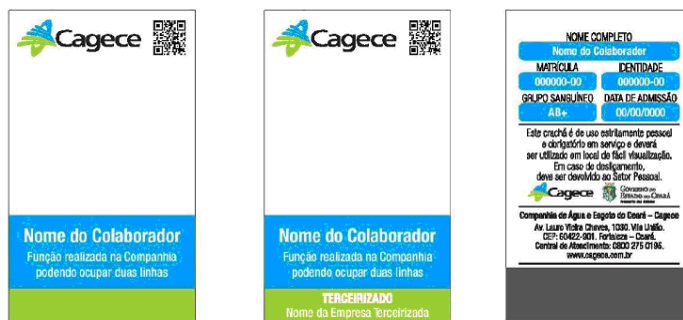 Cagece
Nome do Colaborador
Função realizada na Companhia
podendo ocupar duas linhas
Cagece
Nome do Colaborador
Função realizada na Companhia
podendo ocupar duas linhas
TERCEIRIZADO
Nome da Empresa Terceirizada
NOME COMPLETO
Nome do Colaborador
MATRÍCULA IDENTIDADE
000000-00 000000-00
GRUPO SANGUÍNEO DATA DE ADMISSÃO
AB+ 00/00/0000
Este crachá é de uso estritamente pessoal
e obrigatório em serviço e deverá
ser utilizado em local de fácil visualização.
Em caso de desligamento,
deve ser devolvido ao Setor Pessoal.
Cagece
GOVERNO DO
ESTADO DO CEARÁ
Companhia de Água e Esgoto do Ceará – Cagece
Av. Lauro Vieira Chaves, 1030. Vila União.
CEP: 60422-901. Fortaleza – Ceará.
Central de Atendimento: 0800 275 0195.
www.cagece.com.br